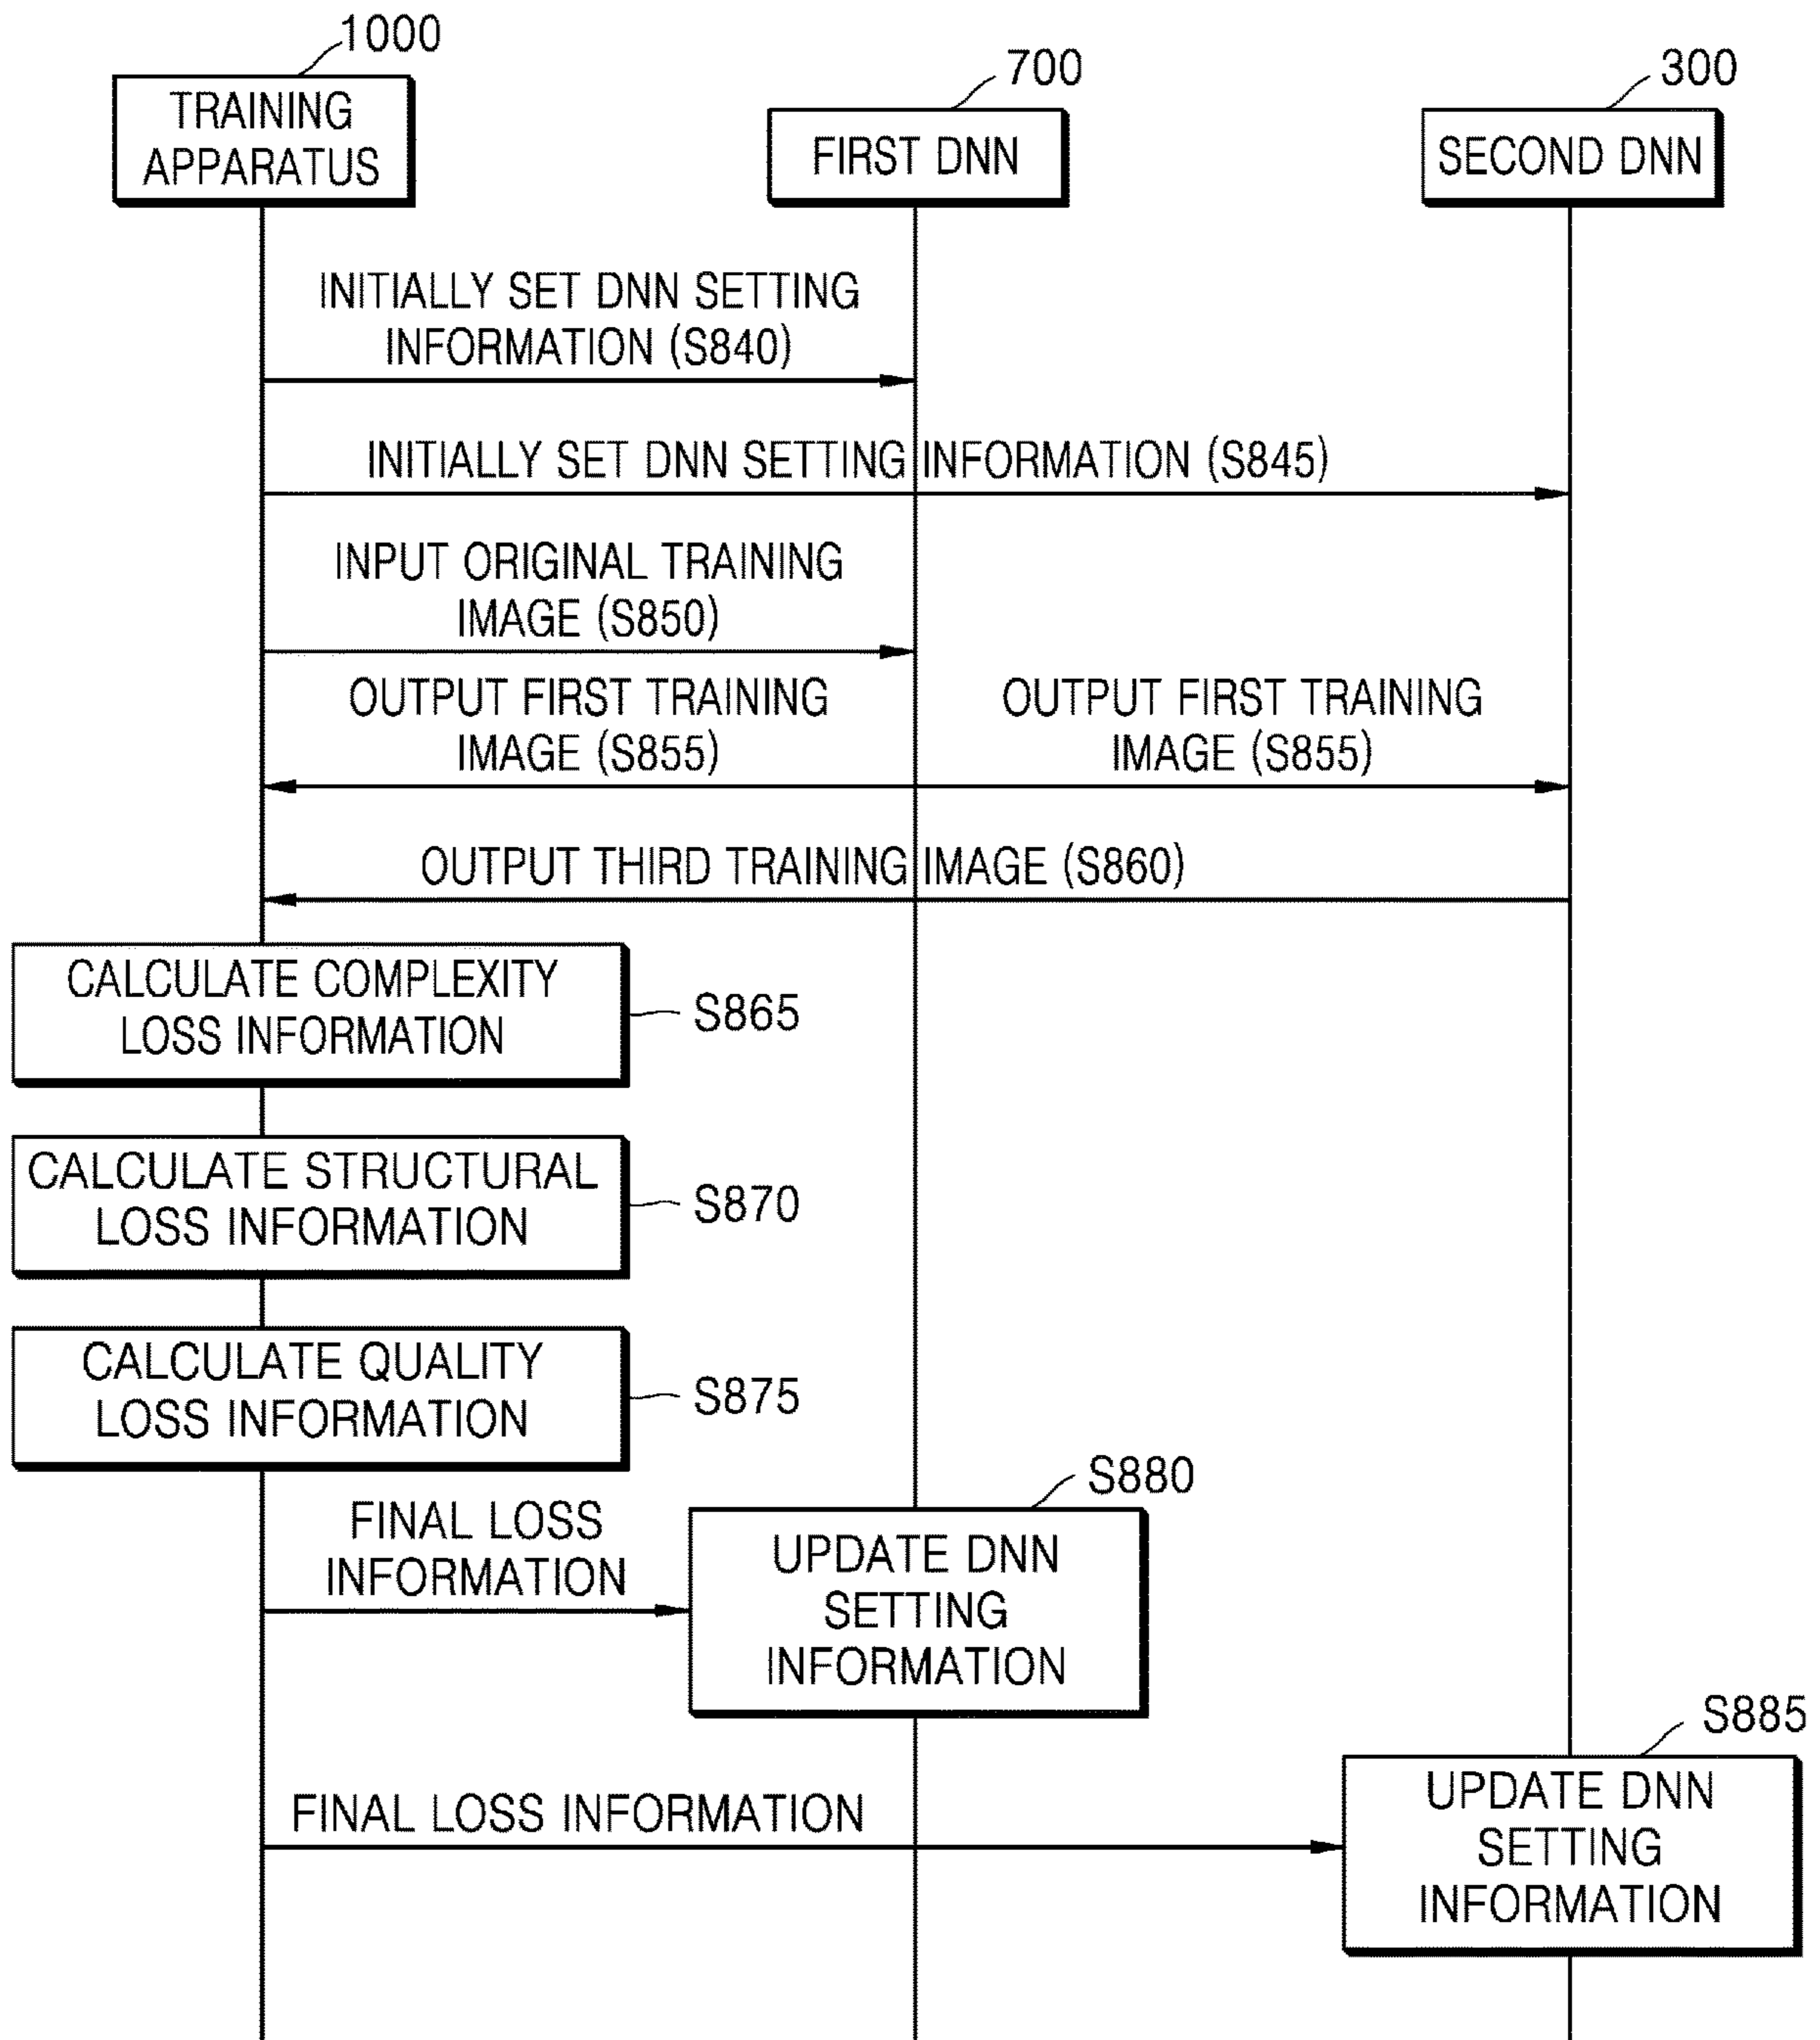 1000
700
300
TRAINING
APPARATUS
FIRST DNN
SECOND DNN
INITIALLY SET DNN SETTING
INFORMATION (S840)
INITIALLY SET DNN SETTING INFORMATION (S845)
INPUT ORIGINAL TRAINING
IMAGE (S850)
OUTPUT FIRST TRAINING
IMAGE (S855)
OUTPUT FIRST TRAINING
IMAGE (S855)
OUTPUT THIRD TRAINING IMAGE (S860)
CALCULATE COMPLEXITY
LOSS INFORMATION
S865
CALCULATE STRUCTURAL
LOSS INFORMATION
S870
CALCULATE QUALITY
LOSS INFORMATION
S875
FINAL LOSS
INFORMATION
S880
UPDATE DNN
SETTING
INFORMATION
FINAL LOSS INFORMATION
S885
UPDATE DNN
SETTING
INFORMATION